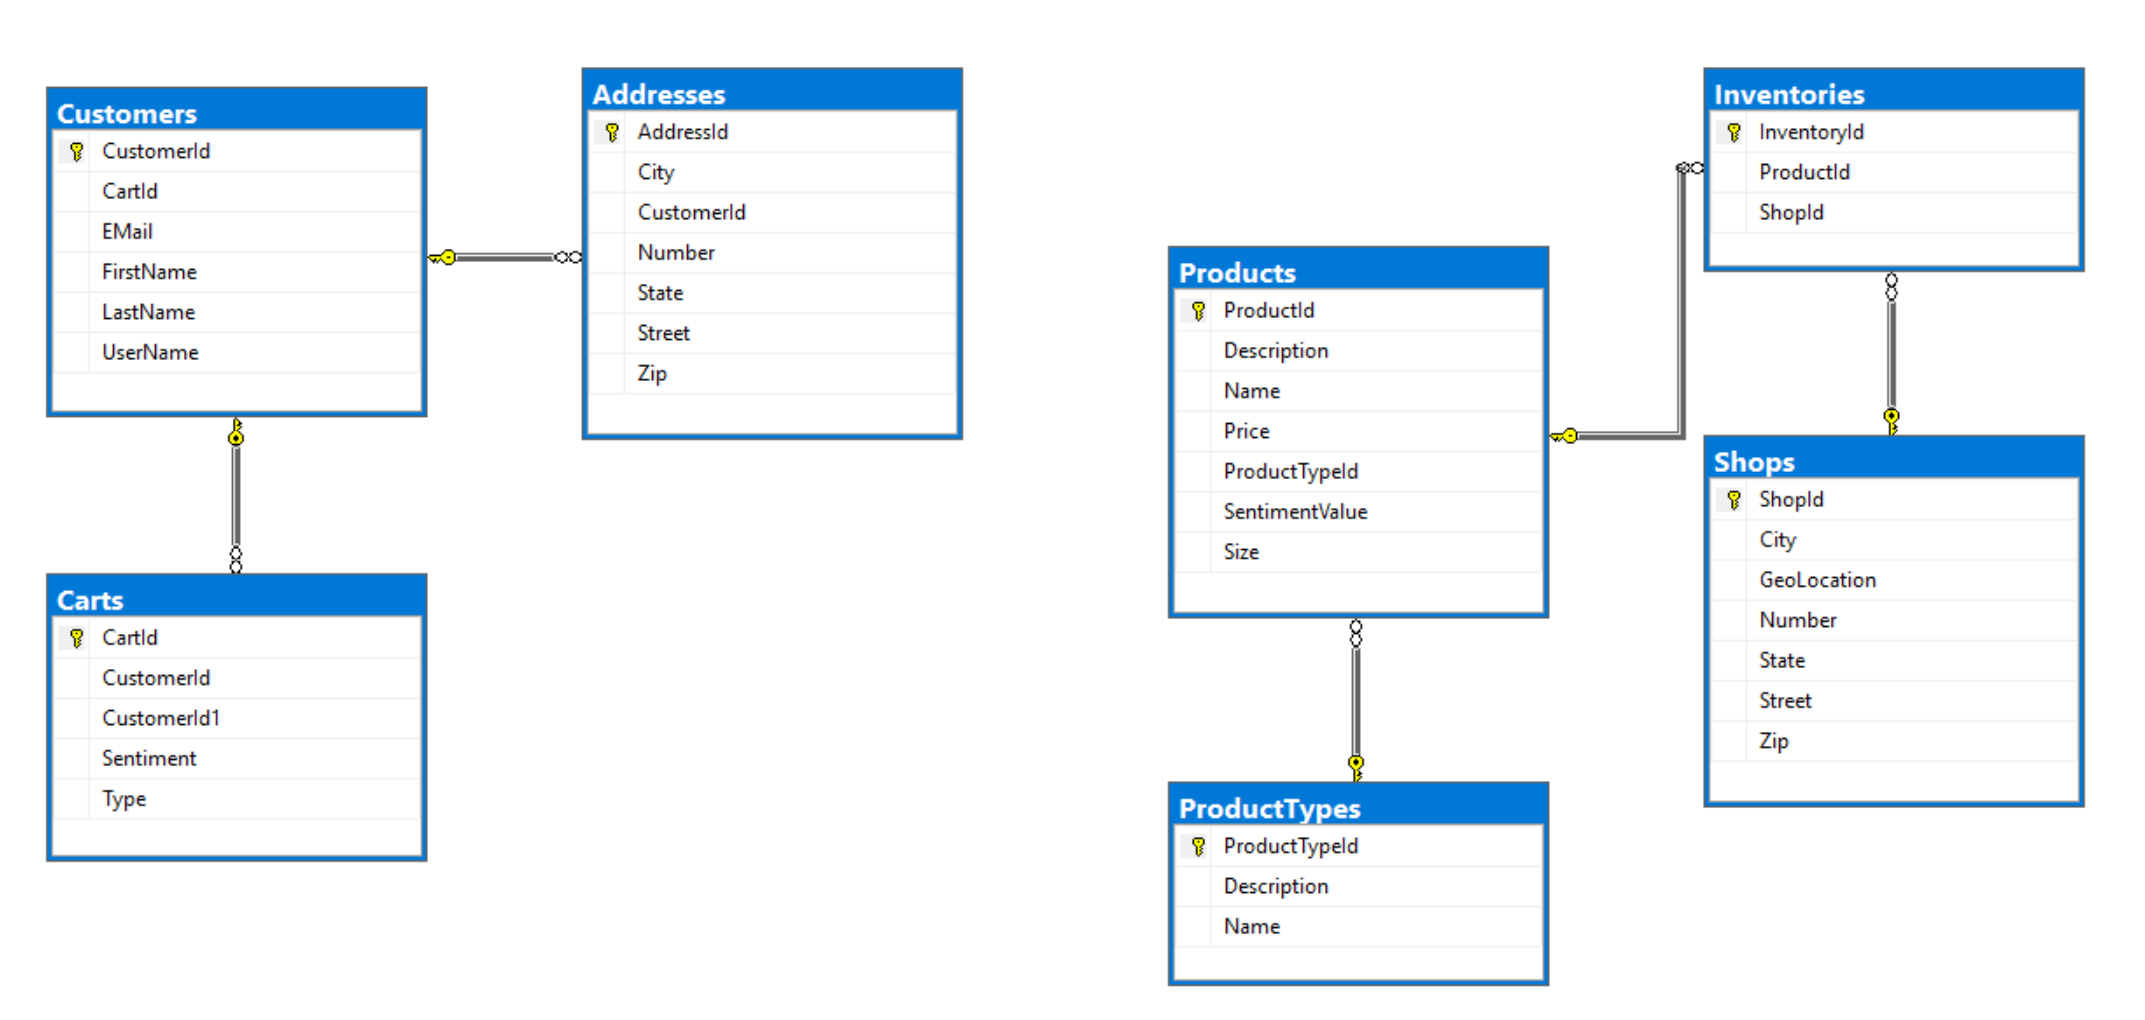 Customers
CustomerId
CartId
EMail
FirstName
LastName
UserName
Addresses
AddressId
City
CustomerId
Number
State
Street
Zip
Carts
CartId
CustomerId
CustomerId1
Sentiment
Type
Products
ProductId
Description
Name
Price
ProductTypeId
SentimentValue
Size
ProductTypes
ProductTypeId
Description
Name
Inventories
InventoryId
ProductId
ShopId
Shops
ShopId
City
GeoLocation
Number
State
Street
Zip